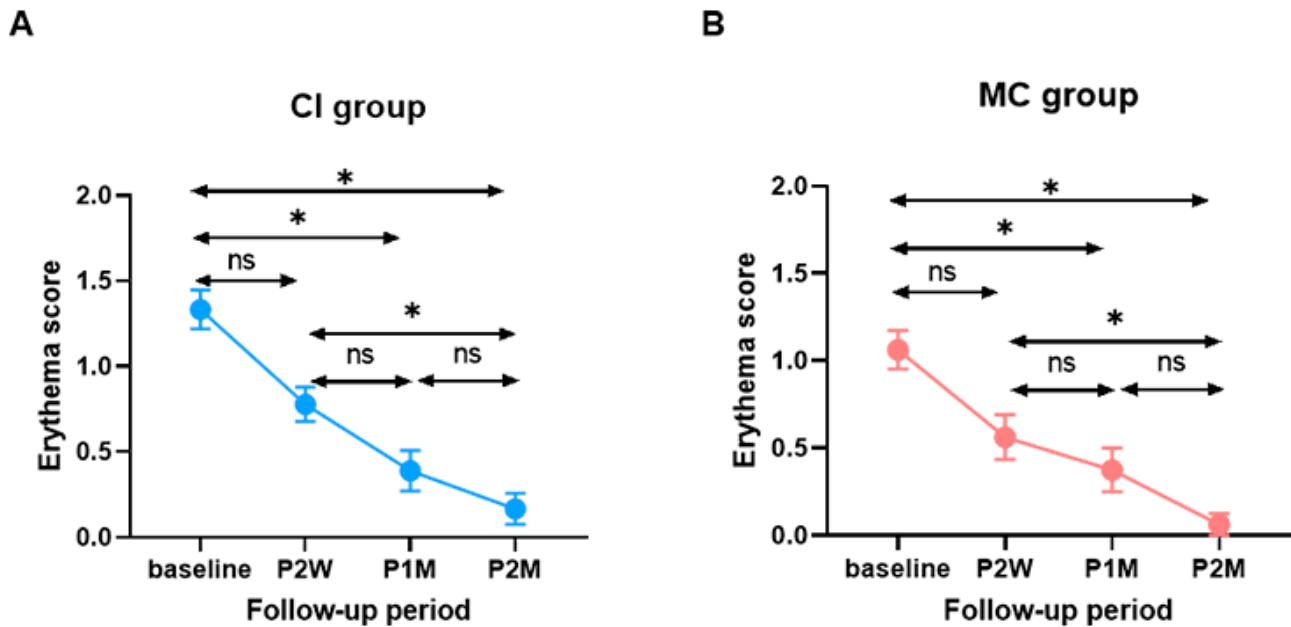 A
CI group
*
*
ns
*
ns
ns
2.0
1.5
1.0
0.5
0.0
Erythema score
baseline
P2W
P1M
P2M
Follow-up period
B
MC group
*
*
ns
*
ns
ns
2.0
1.5
1.0
0.5
0.0
Erythema score
baseline
P2W
P1M
P2M
Follow-up period